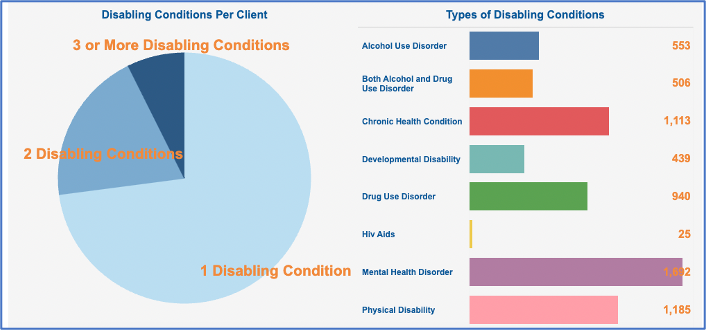 Disabling Conditions Per Client
3 or More Disabling Conditions
2 Disabling Conditions
1 Disabling Condition
Types of Disabling Conditions
Alcohol Use Disorder 553
Both Alcohol and Drug
Use Disorder 506
Chronic Health Condition 1,113
Developmental Disability 439
Drug Use Disorder 940
Hiv Aids 25
Mental Health Disorder
Physical Disability 1,185